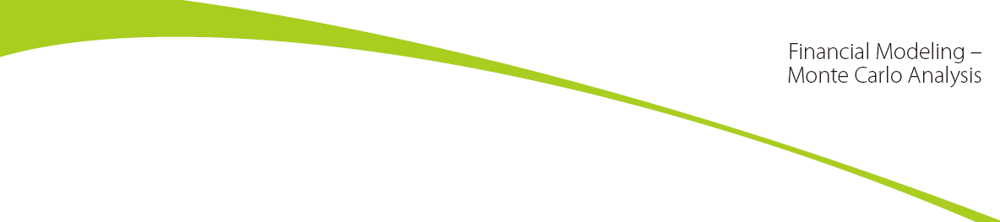 Financial Modeling –
Monte Carlo Analysis